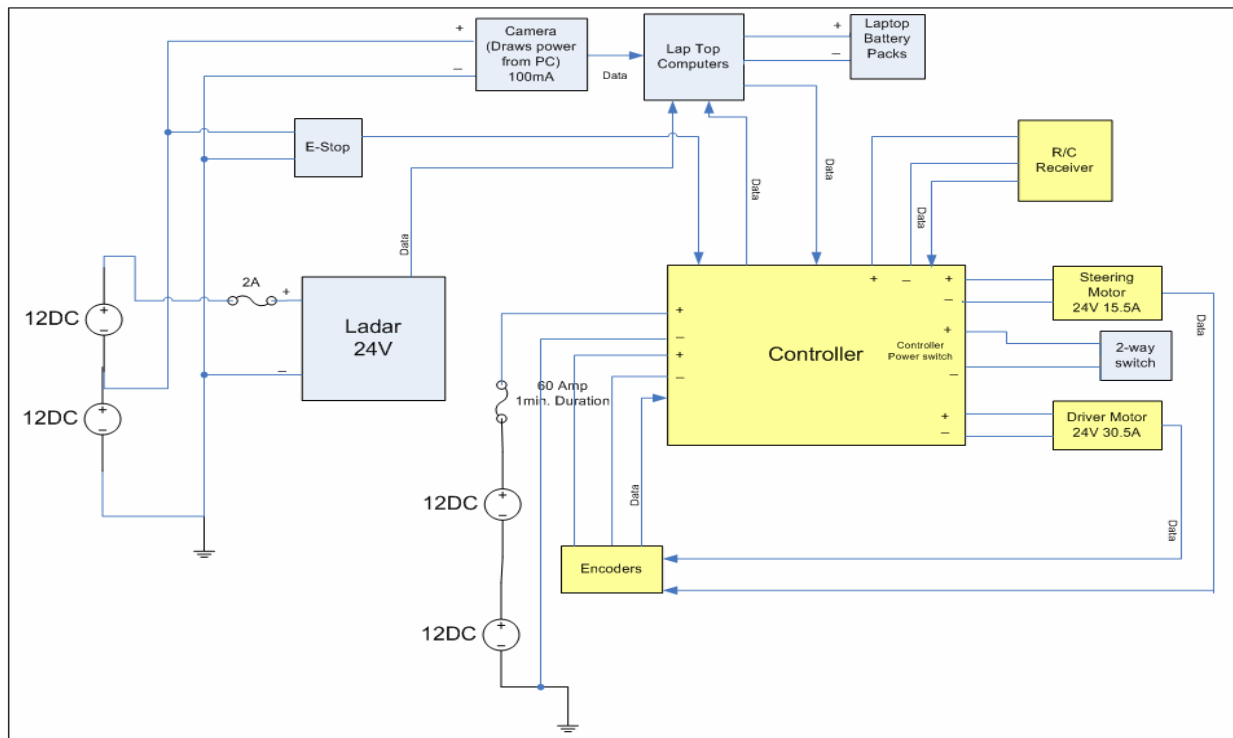 +
Camera
(Draws power
from PC)
100mA
–
Data
Lap Top
Computers
+
–
Laptop
Battery
Packs
E-Stop
Data
Data
Data
R/C
Receiver
Data
2A
+
Ladar
24V
–
12DC
+
–
12DC
+
–
+
–
+
–
Controller
+
–
+
–
+
Controller
Power switch
–
+
–
Steering
Motor
24V 15.5A
Data
2-way
switch
Driver Motor
24V 30.5A
Data
60 Amp
1min. Duration
12DC
+
–
12DC
+
–
Data
Encoders